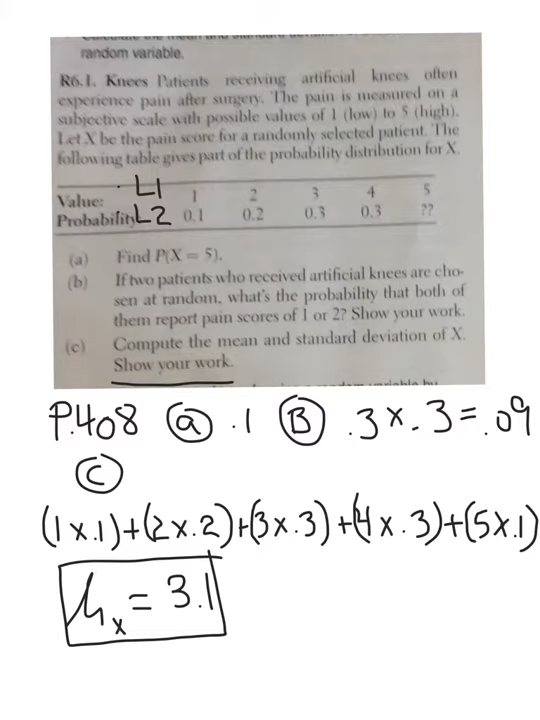 random variable.
R6.1. Knees Patients receiving artificial knees often
experience pain after surgery. The pain is measured on a
subjective scale with possible values of 1 (low) to 5 (high).
Let X be the pain score for a randomly selected patient. The
following table gives part of the probability distribution for X.
Value: L1 1 2 3 4 5
Probability L2 0.1 0.2 0.3 0.3 ??
(a) Find P(X = 5).
(b) If two patients who received artificial knees are cho-
sen at random, what's the probability that both of
them report pain scores of 1 or 2? Show your work.
(c) Compute the mean and standard deviation of X.
Show your work.
P.408 (a) .1 (B) .3 x .3 = .09
(C)
(1 x .1)+(2 x .2)+(3 x .3)+(4 x .3)+(5 x .1)
μx = 3.1